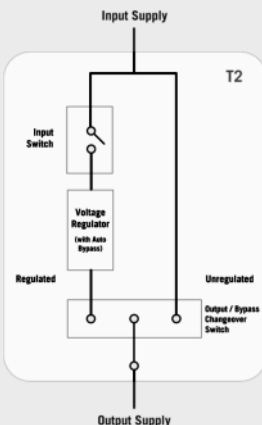 Input Supply
T2
Input
Switch
Voltage
Regulator
(with Auto
Bypass)
Regulated
Unregulated
Output / Bypass
Changeover
Switch
Output Supply